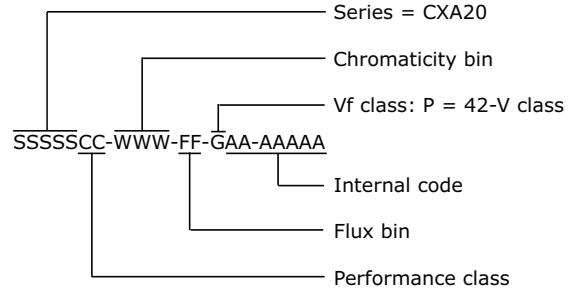 Series = CXA20
Chromaticity bin
Vf class: P = 42-V class
SSSSSCC-WWW-FF-GAA-AAAAA
Internal code
Flux bin
Performance class